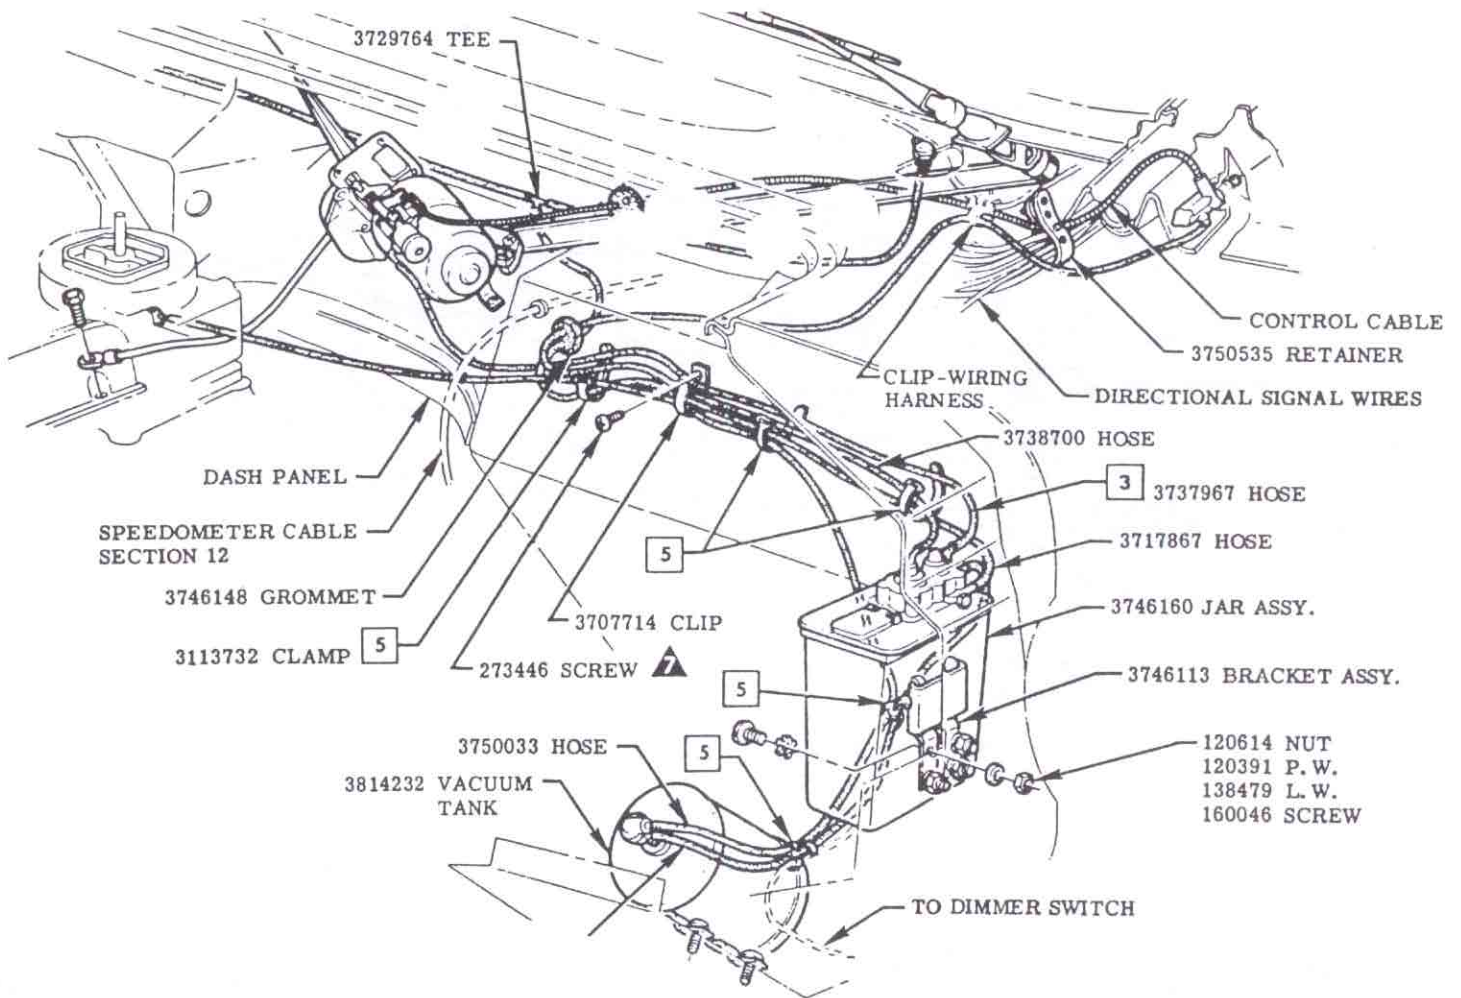 3729764 TEE
CONTROL CABLE
3750535 RETAINER
CLIP-WIRING
HARNESS
DIRECTIONAL SIGNAL WIRES
3738700 HOSE
3 3737967 HOSE
DASH PANEL
SPEEDOMETER CABLE
SECTION 12
5
3717867 HOSE
3746148 GROMMET
3707714 CLIP
3746160 JAR ASSY.
3113732 CLAMP 5
273446 SCREW 7
5
3746113 BRACKET ASSY.
3750033 HOSE
5
120614 NUT
120391 P.W.
138479 L.W.
160046 SCREW
3814232 VACUUM
TANK
TO DIMMER SWITCH